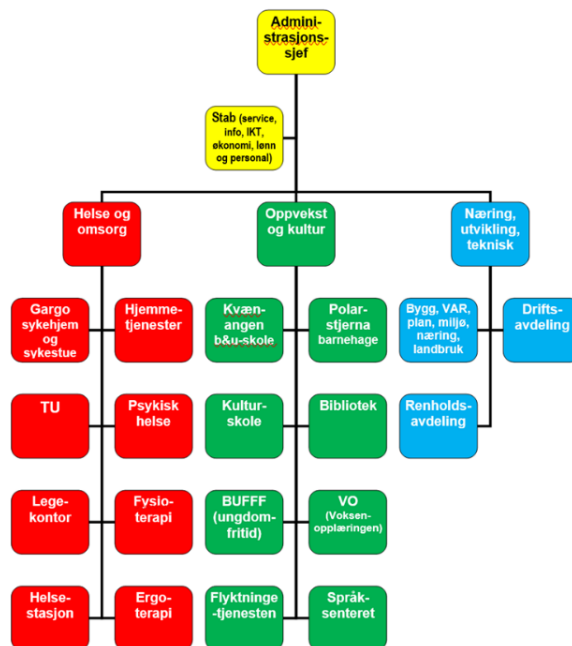 Admini-
strasjons-
sjef
Stab (service,
info, IKT,
økonomi, lønn
og personal)
Helse og
omsorg
Oppvekst
og kultur
Næring,
utvikling,
teknisk
Gargo
sykehjem
og
sykestue
Hjemme-
tjenester
Kvæn-
angen
b&u-skole
Polar-
stjerna
barnehage
Bygg, VAR,
plan, miljø,
næring,
landbruk
Drifts-
avdeling
TU
Psykisk
helse
Kultur-
skole
Bibliotek
Renholds-
avdeling
Lege-
kontor
Fysio-
terapi
BUFFF
(ungdom-
fritid)
VO
(Voksen-
opplæringen)
Helse-
stasjon
Ergo-
terapi
Flyktninge
-tjenesten
Språk-
senteret